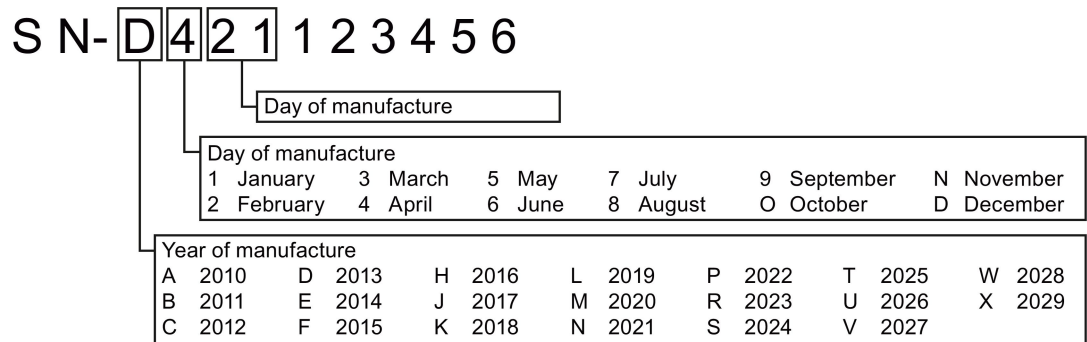 S N- D 4 2 1 1 2 3 4 5 6
Day of manufacture
Day of manufacture
1 January 3 March 5 May 7 July 9 September N November
2 February 4 April 6 June 8 August O October D December
Year of manufacture
A 2010 D 2013 H 2016 L 2019 P 2022 T 2025 W 2028
B 2011 E 2014 J 2017 M 2020 R 2023 U 2026 X 2029
C 2012 F 2015 K 2018 N 2021 S 2024 V 2027